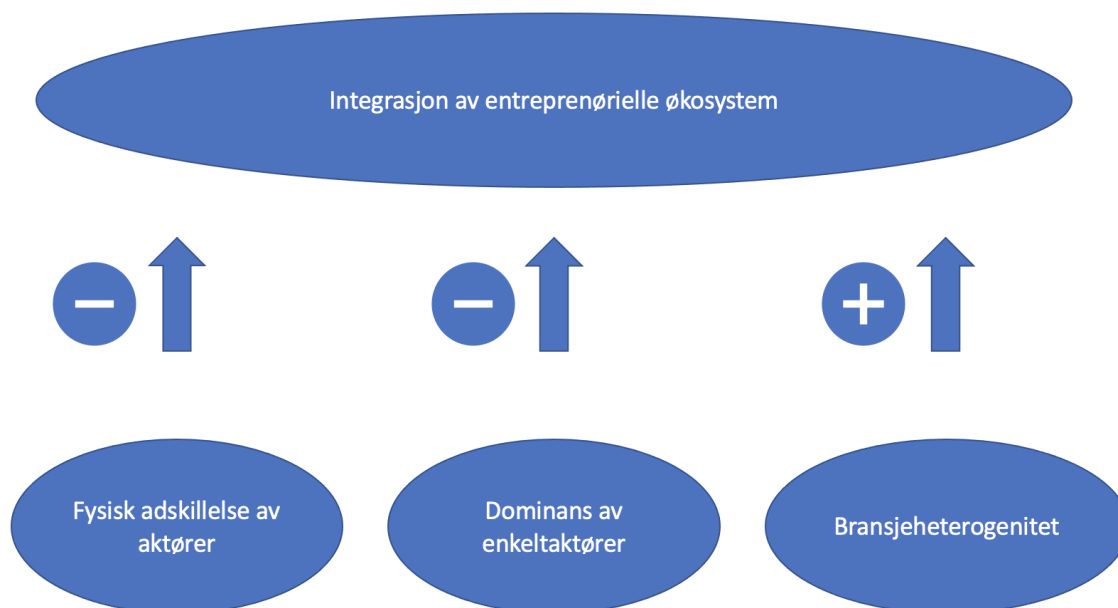 Integrasjon av entreprenørielle økosystem
Fysisk adskillelse av
aktører
Dominans av
enkeltaktører
Bransjeheterogenitet